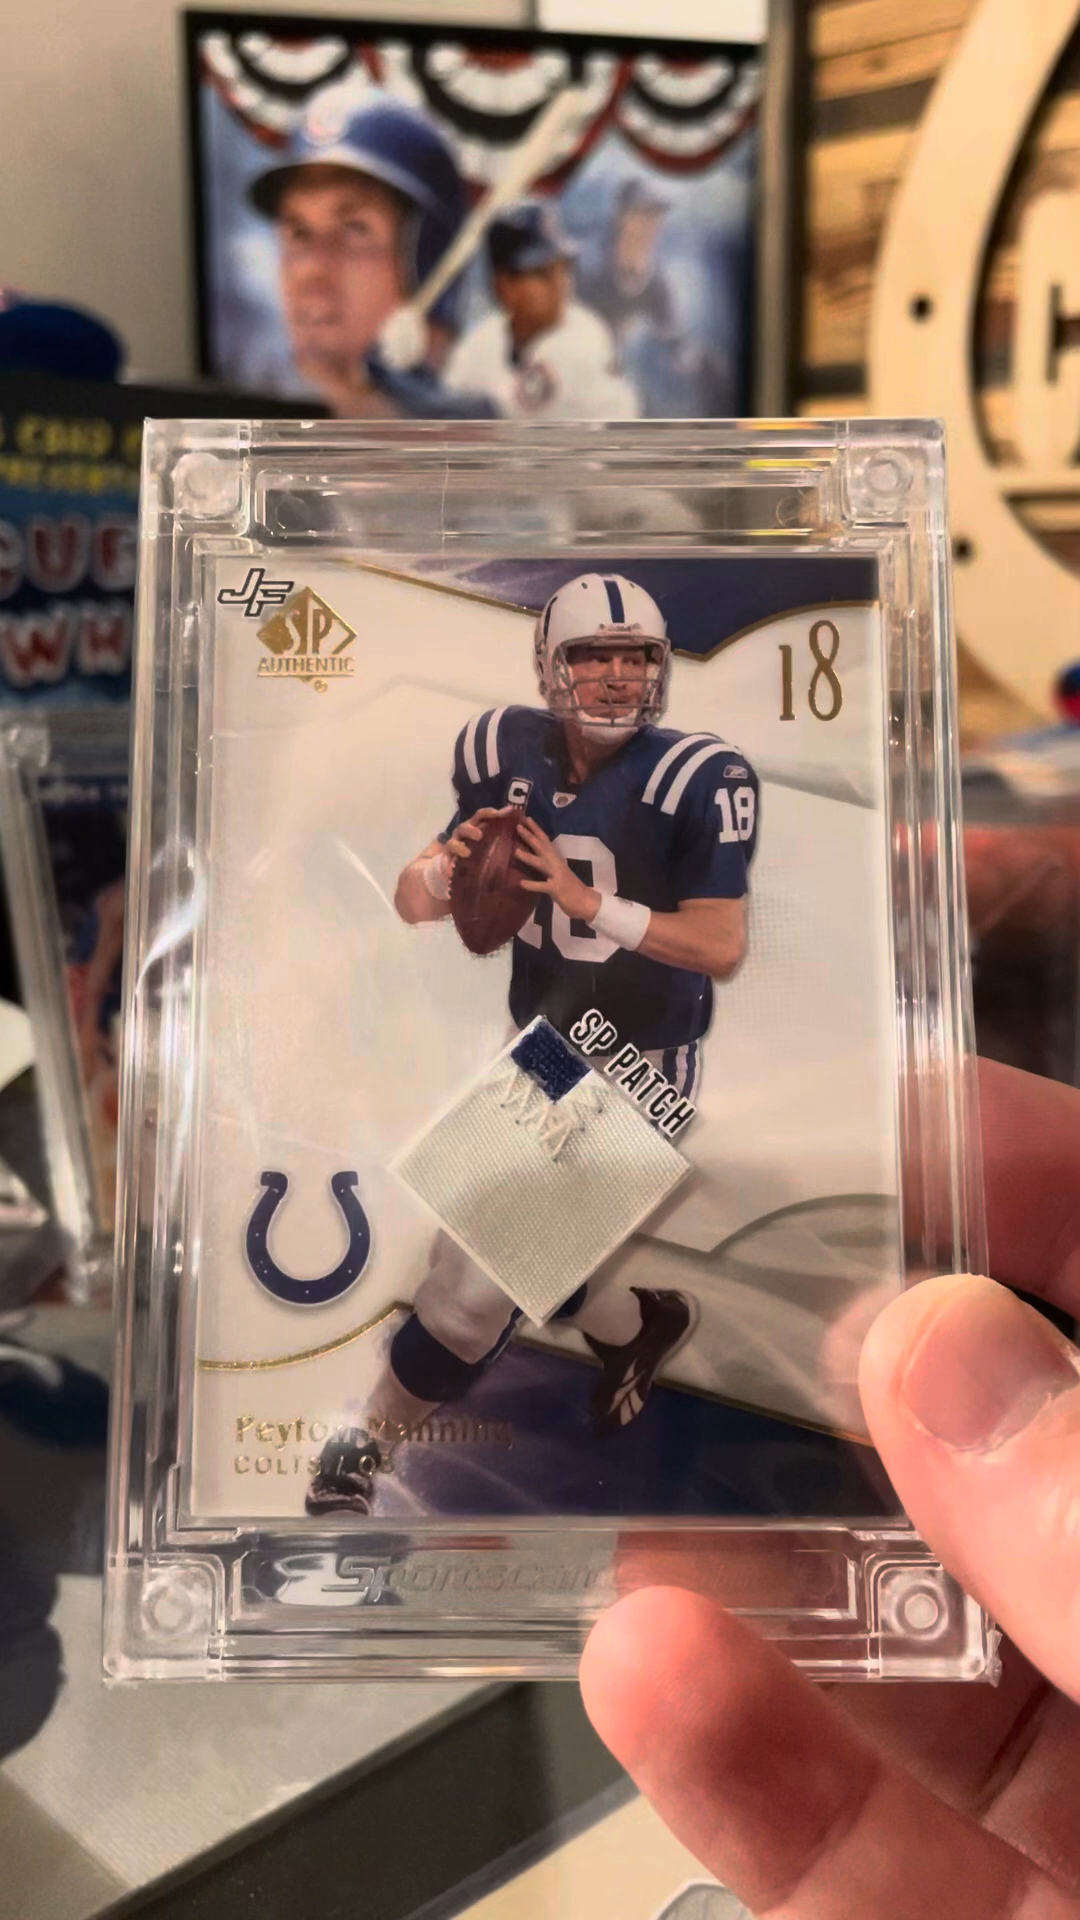 JF
SP
AUTHENTIC
18
C
18
18
SP PATCH
Peyton Manning
COLTS / QB